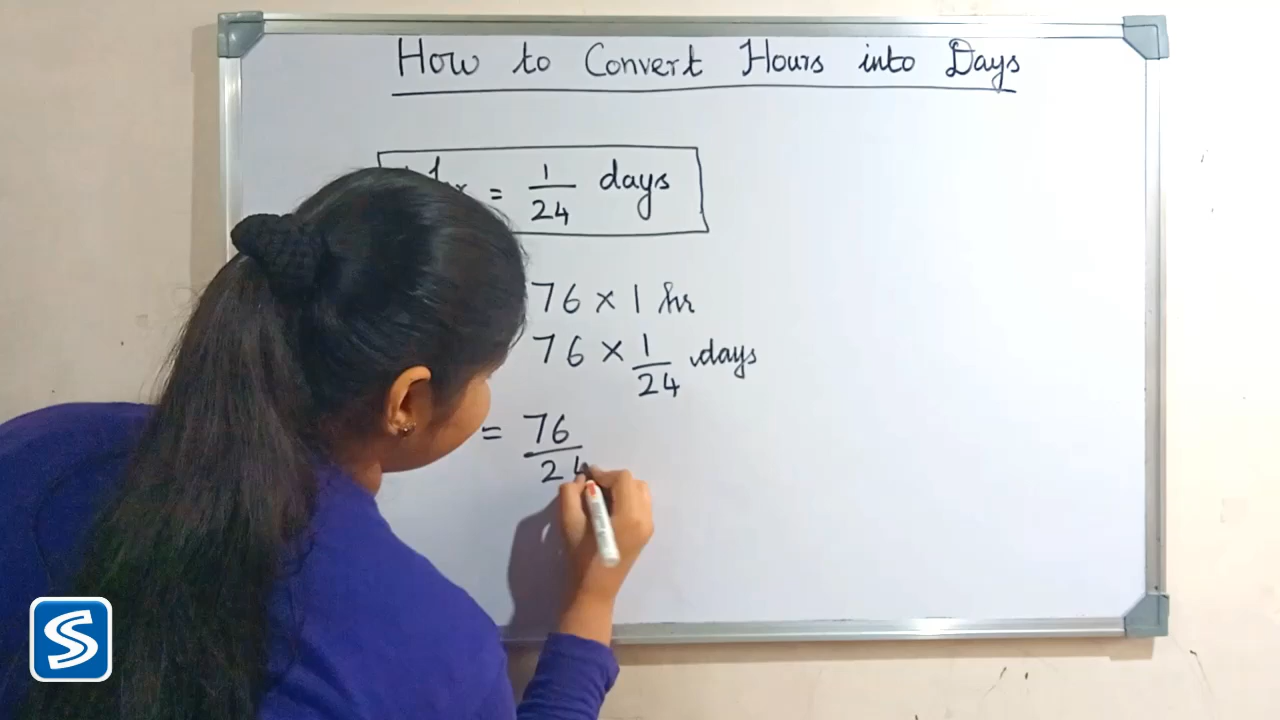 How to Convert Hours into Days
= 1/24 days
76 × 1 hr
76 × 1/24 days
= 76/24
S